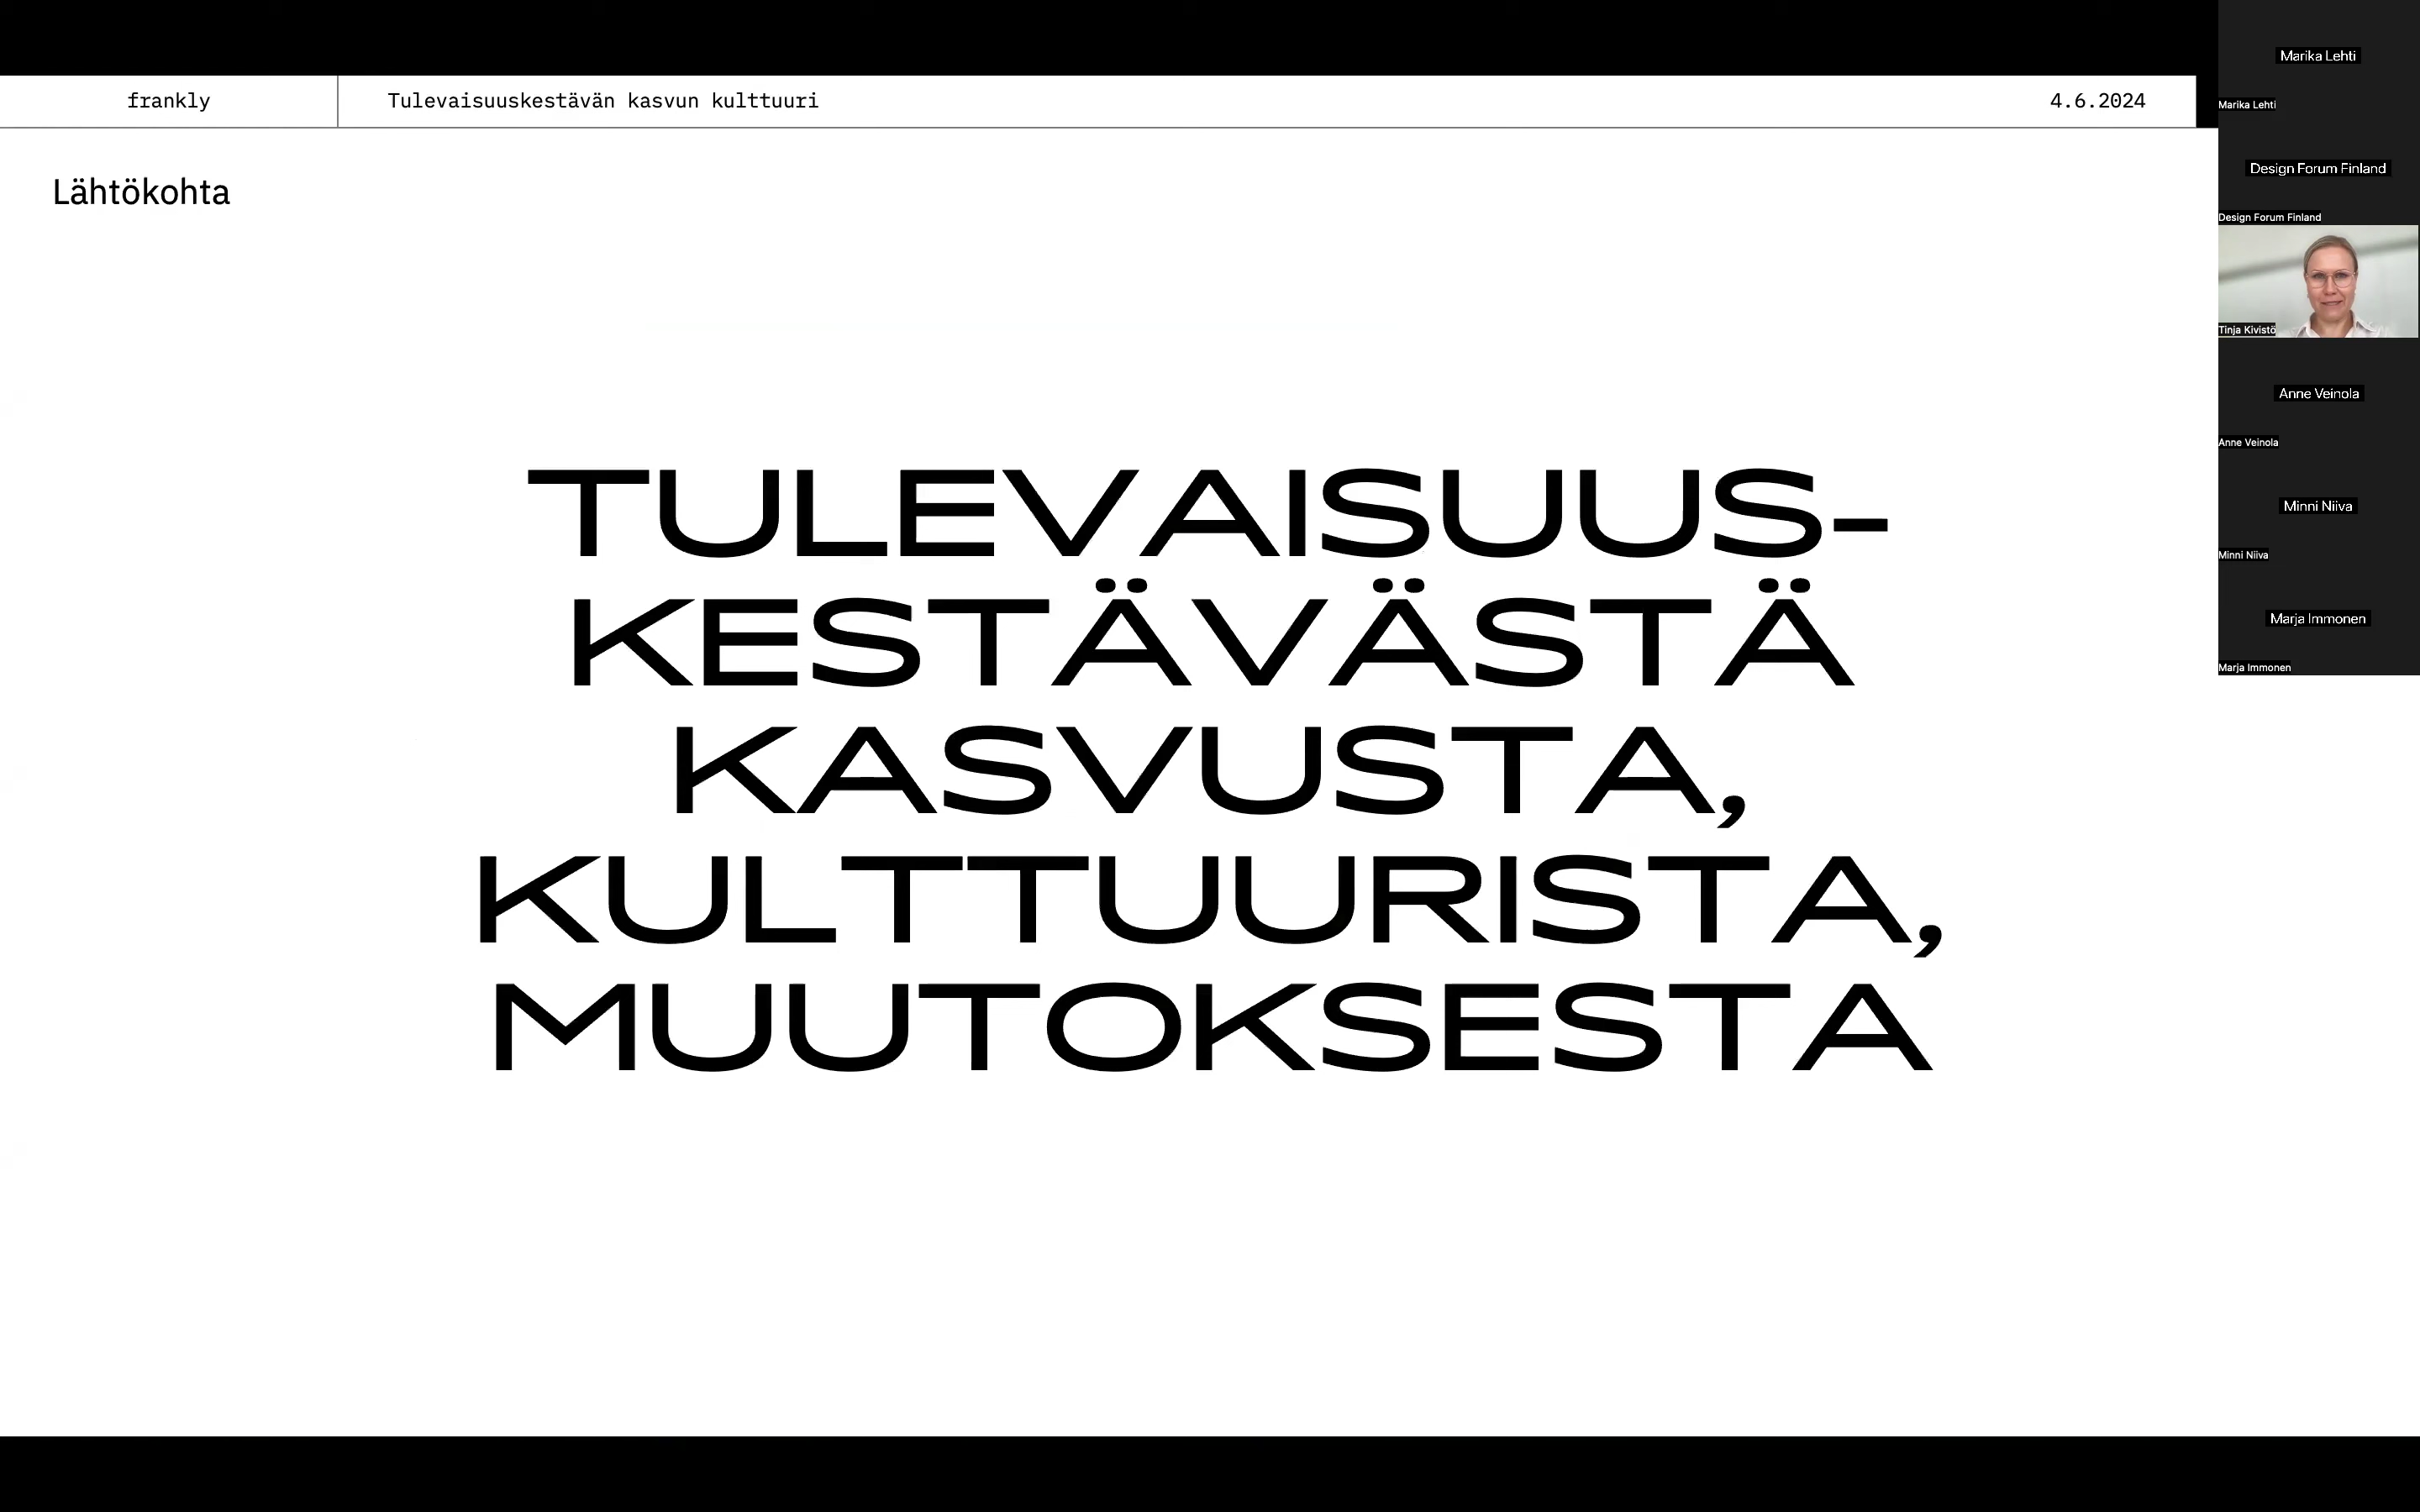 frankly
Tulevaisuuskestävän kasvun kulttuuri
4.6.2024
Lähtökohta
TULEVAISUUS-
KESTÄVÄSTÄ
KASVUSTA,
KULTTUURISTA,
MUUTOKSESTA
Marika Lehti
Marika Lehti
Design Forum Finland
Design Forum Finland
Tinja Kivistö
Anne Veinola
Anne Veinola
Minni Niiva
Minni Niiva
Marja Immonen
Marja Immonen